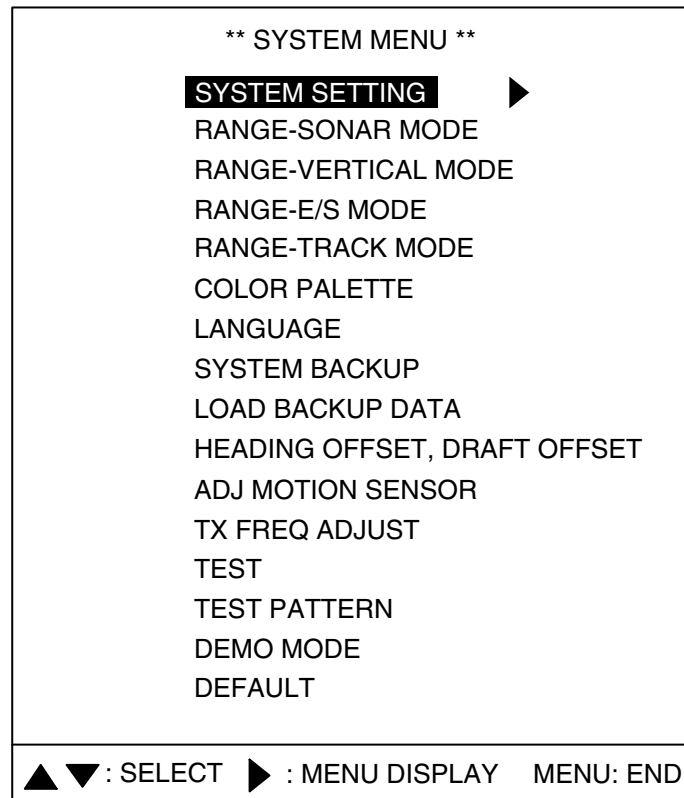 ** SYSTEM MENU **
SYSTEM SETTING ▶
RANGE-SONAR MODE
RANGE-VERTICAL MODE
RANGE-E/S MODE
RANGE-TRACK MODE
COLOR PALETTE
LANGUAGE
SYSTEM BACKUP
LOAD BACKUP DATA
HEADING OFFSET, DRAFT OFFSET
ADJ MOTION SENSOR
TX FREQ ADJUST
TEST
TEST PATTERN
DEMO MODE
DEFAULT
▲ ▼ : SELECT ▶ : MENU DISPLAY MENU: END